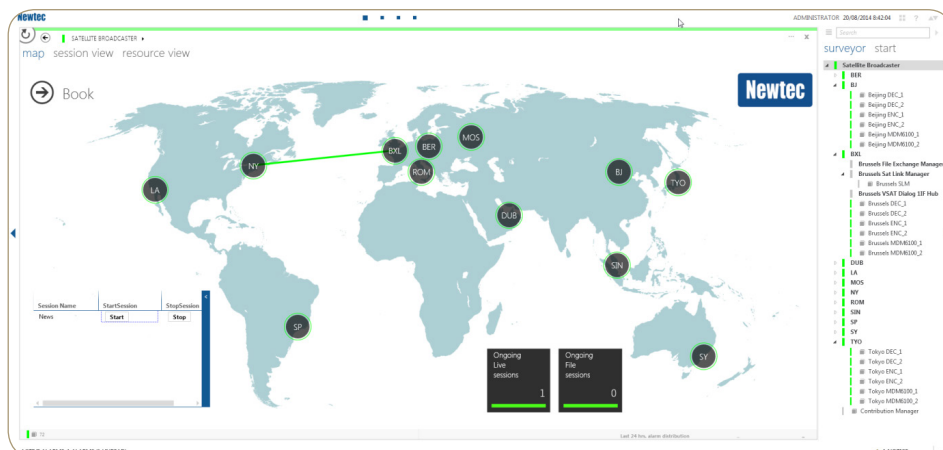 Newtec
ADMINISTRATOR 20/08/2014 8:42:04 ?
SATELLITE BROADCASTER
Search
map session view resource view
surveyor start
Book
Newtec
NY
LA
BXL
BER
MOS
ROM
DUB
BJ
TYO
SIN
SP
SY
Session Name StartSession StopSession
News Start Stop
Ongoing
Live
sessions
1
Ongoing
File
sessions
0
Last 24 hrs. alarm distribution
Satellite Broadcaster
BER
BJ
Beijing DEC_1
Beijing DEC_2
Beijing ENC_1
Beijing ENC_2
Beijing MDM6100_1
Beijing MDM6100_2
BXL
Brussels File Exchange Manage
Brussels Sat Link Manager
Brussels SLM
Brussels VSAT Dialog 1IF Hub
Brussels DEC_1
Brussels DEC_2
Brussels ENC_1
Brussels ENC_2
Brussels MDM6100_1
Brussels MDM6100_2
DUB
LA
MOS
NY
ROM
SIN
SP
SY
TYO
Tokyo DEC_1
Tokyo DEC_2
Tokyo ENC_1
Tokyo ENC_2
Tokyo MDM6100_1
Tokyo MDM6100_2
Contribution Manager